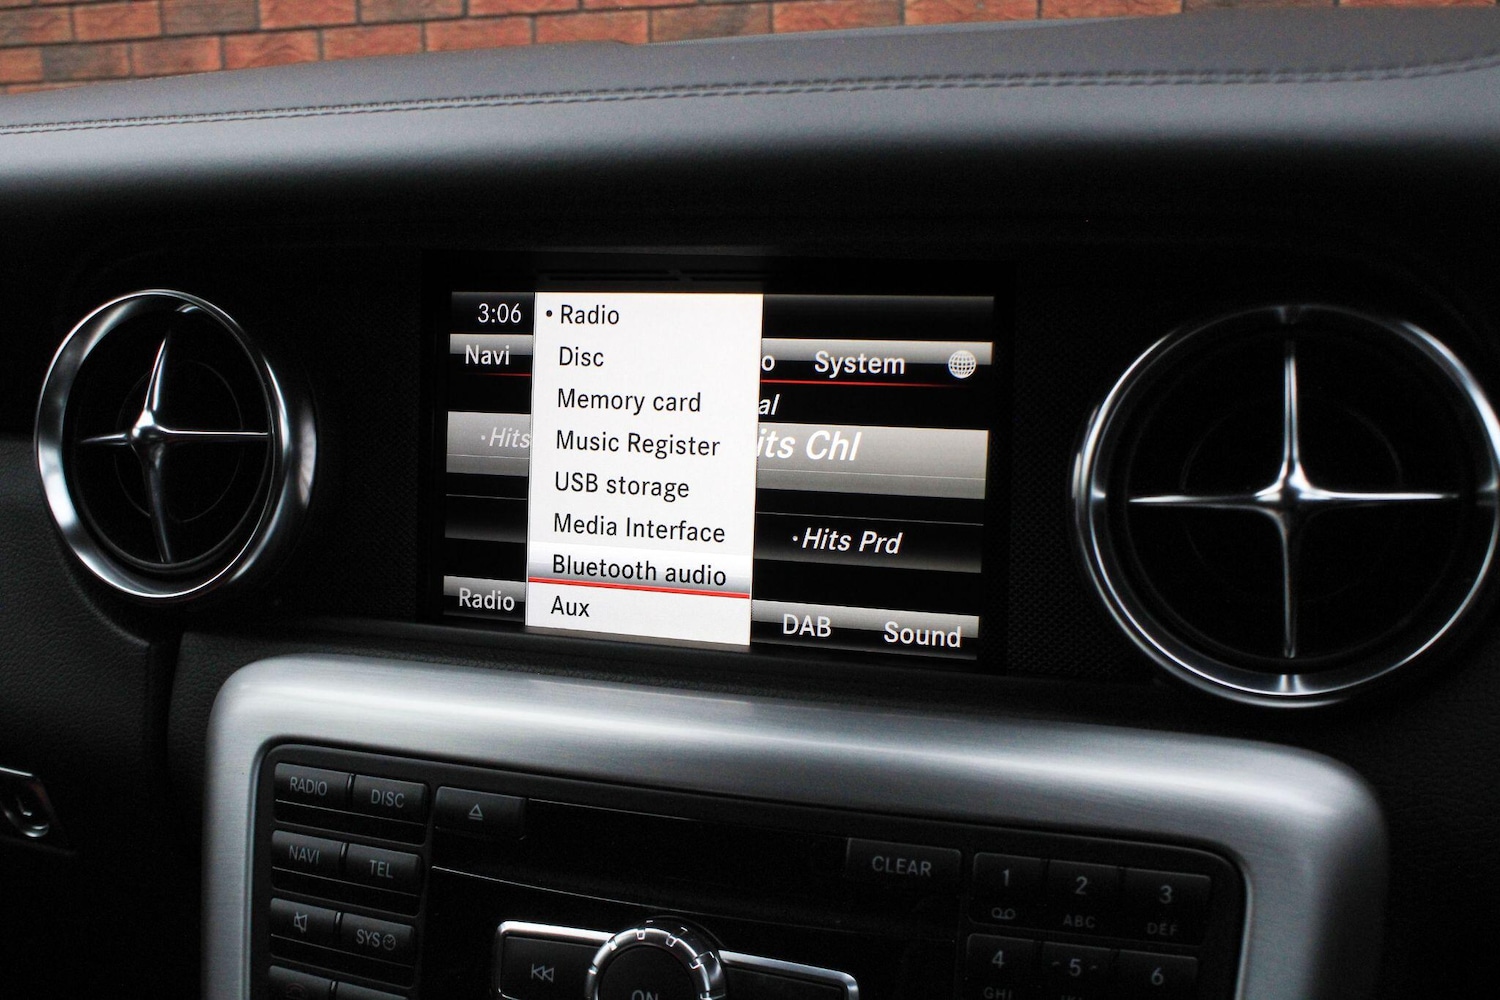 3:06
• Radio
Disc
Memory card
Music Register
USB storage
Media Interface
Bluetooth audio
Aux
Navi
o
System
al
·Hits
its Chl
·Hits Prd
Radio
DAB
Sound
RADIO
DISC
NAVI
TEL
SYS
CLEAR
1
2
ABC
3
DEF
4
GHI
5
6
ON